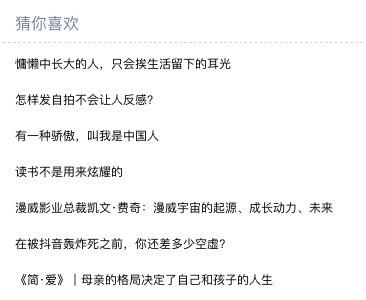 猜你喜欢
慵懒中长大的人，只会挨生活留下的耳光
怎样发自拍不会让人反感？
有一种骄傲，叫我是中国人
读书不是用来炫耀的
漫威影业总裁凯文·费奇：漫威宇宙的起源、成长动力、未来
在被抖音轰炸死之前，你还差多少空虚？
《简·爱》｜母亲的格局决定了自己和孩子的人生